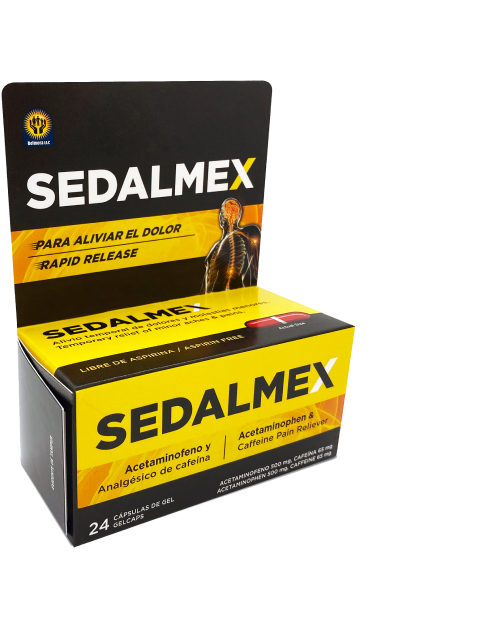 SEDALMEX
PARA ALIVIAR EL DOLOR
RAPID RELEASE
SEDALMEX
Alivio temporal de dolores y molestias menores.
Temporary relief of minor aches & pains.
LIBRE DE ASPIRINA / ASPIRIN FREE
Actual Size
SEDALMEX
Acetaminofeno y
Analgésico de cafeína
Acetaminophen &
Caffeine Pain Reliever
ACETAMINOFENO 500 mg, CAFEÍNA 65 mg
ACETAMINOPHEN 500 mg, CAFFEINE 65 mg
24 CÁPSULAS DE GEL
GELCAPS